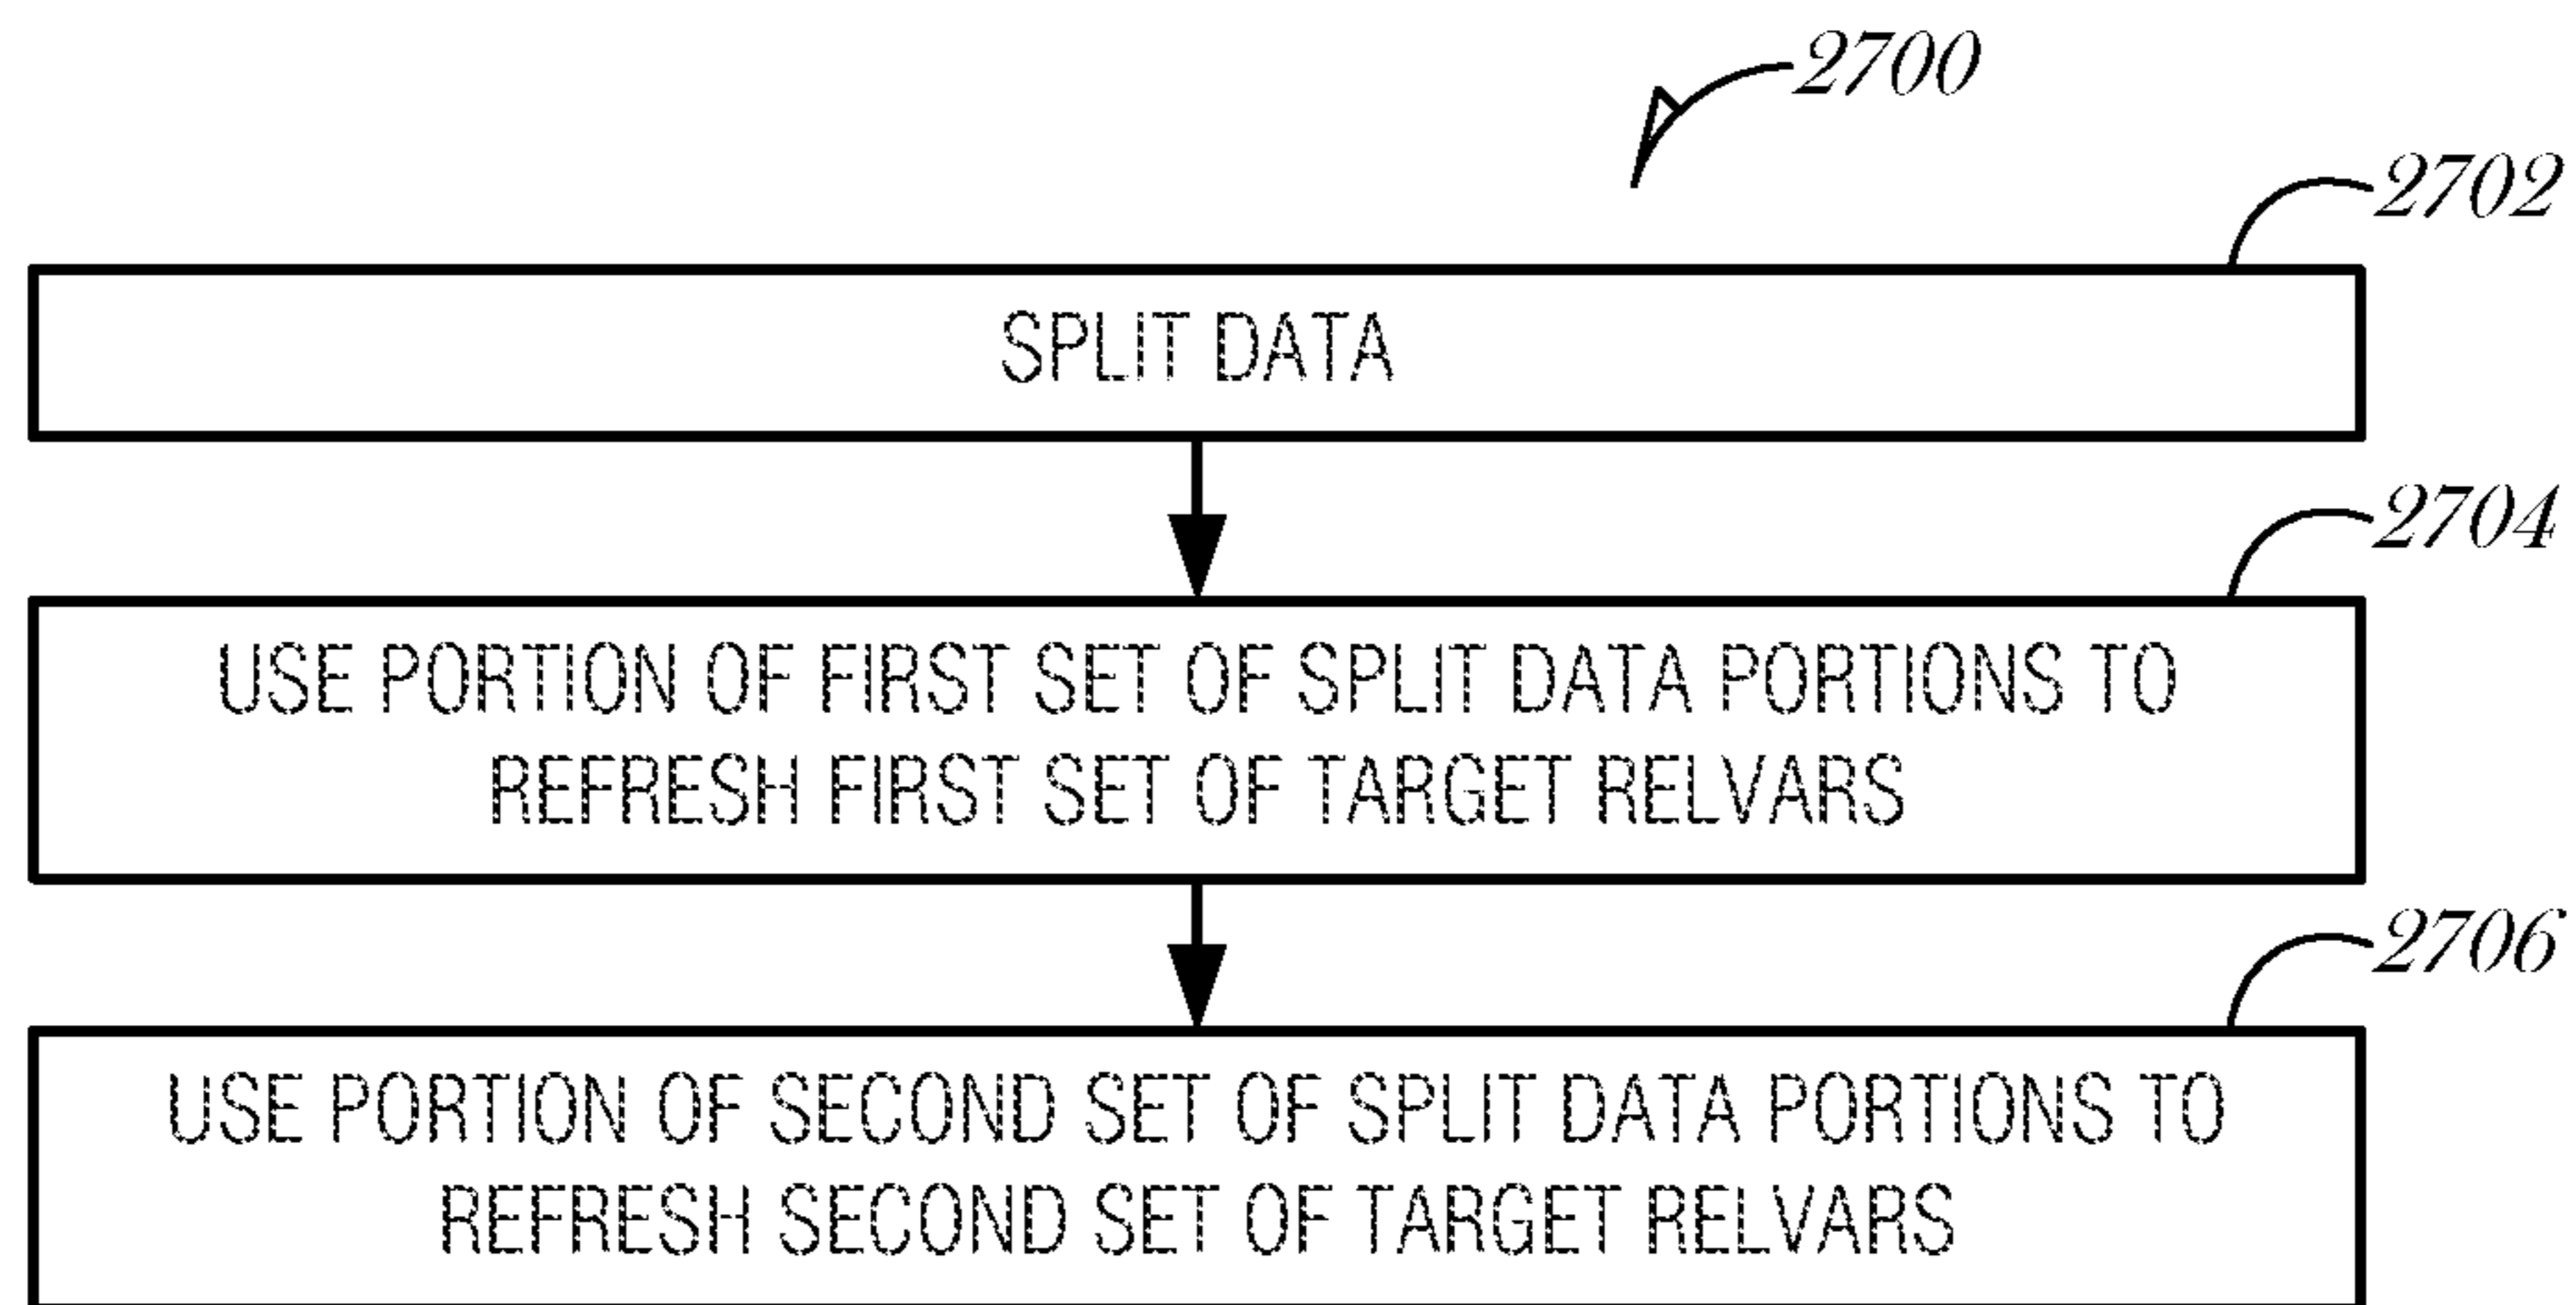 2700
2702
SPLIT DATA
2704
USE PORTION OF FIRST SET OF SPLIT DATA PORTIONS TO
REFRESH FIRST SET OF TARGET RELVARS
2706
USE PORTION OF SECOND SET OF SPLIT DATA PORTIONS TO
REFRESH SECOND SET OF TARGET RELVARS